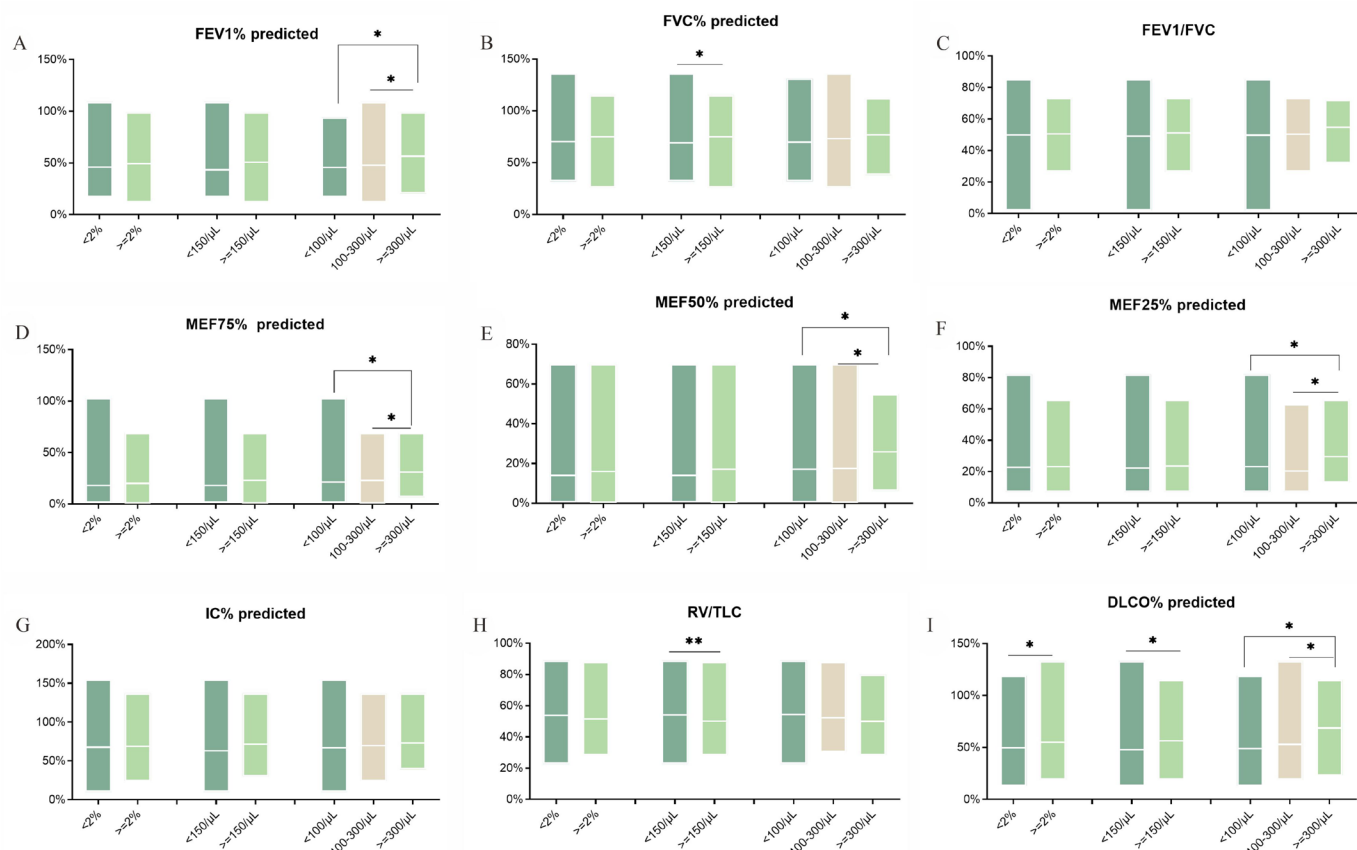 A
FEV1% predicted
150%
100%
50%
0%
*
*
<2%
>=2%
<150/μL
>=150/μL
<100/μL
100-300/μL
>=300/μL
B
FVC% predicted
150%
100%
50%
0%
*
<2%
>=2%
<150/μL
>=150/μL
<100/μL
100-300/μL
>=300/μL
C
FEV1/FVC
100%
80%
60%
40%
20%
0%
<2%
>=2%
<150/μL
>=150/μL
<100/μL
100-300/μL
>=300/μL
D
MEF75% predicted
150%
100%
50%
0%
*
*
<2%
>=2%
<150/μL
>=150/μL
<100/μL
100-300/μL
>=300/μL
E
MEF50% predicted
80%
60%
40%
20%
0%
*
*
<2%
>=2%
<150/μL
>=150/μL
<100/μL
100-300/μL
>=300/μL
F
MEF25% predicted
100%
80%
60%
40%
20%
0%
*
*
<2%
>=2%
<150/μL
>=150/μL
<100/μL
100-300/μL
>=300/μL
G
IC% predicted
200%
150%
100%
50%
0%
<2%
>=2%
<150/μL
>=150/μL
<100/μL
100-300/μL
>=300/μL
H
RV/TLC
100%
80%
60%
40%
20%
0%
**
<2%
>=2%
<150/μL
>=150/μL
<100/μL
100-300/μL
>=300/μL
I
DLCO% predicted
150%
100%
50%
0%
*
*
*
*
<2%
>=2%
<150/μL
>=150/μL
<100/μL
100-300/μL
>=300/μL